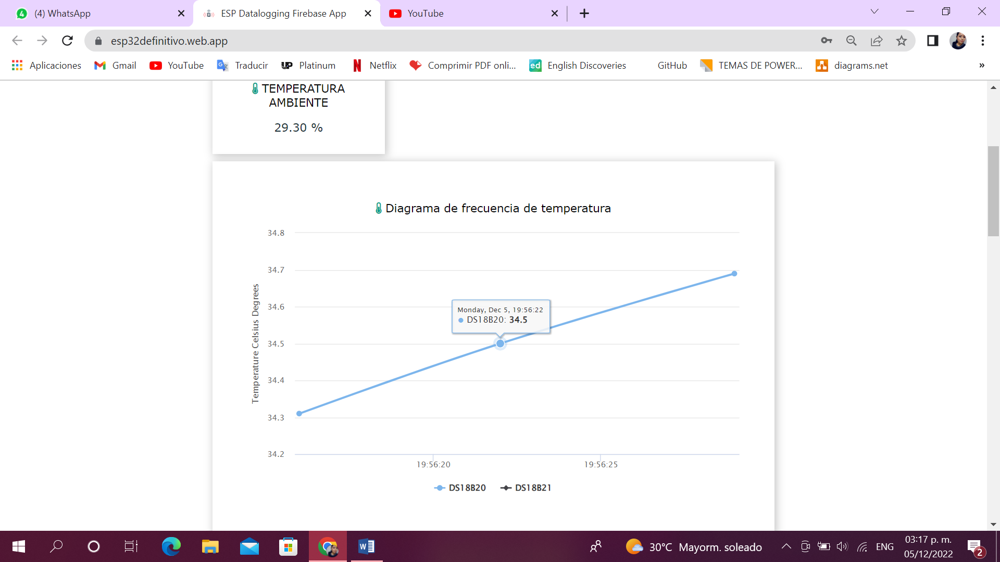 (4) WhatsApp
ESP Datalogging Firebase App
YouTube
esp32definitivo.web.app
Aplicaciones
Gmail
YouTube
Traducir
UP Platinum
Netflix
Comprimir PDF onli...
ed English Discoveries
GitHub
TEMAS DE POWER...
diagrams.net
»
TEMPERATURA
AMBIENTE
29.30 %
Diagrama de frecuencia de temperatura
Temperature Celsius Degrees
34.8
34.7
34.6
34.5
34.4
34.3
34.2
Monday, Dec 5, 19:56:22
DS18B20: 34.5
19:56:20
19:56:25
DS18B20
DS18B21
30°C Mayorm. soleado
ENG
03:17 p. m.
05/12/2022
2